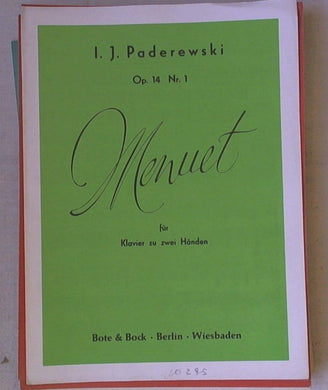 I. J. Paderewski
Op. 14 Nr. 1
Menuet
für
Klavier zu zwei Händen
Bote & Bock · Berlin · Wiesbaden